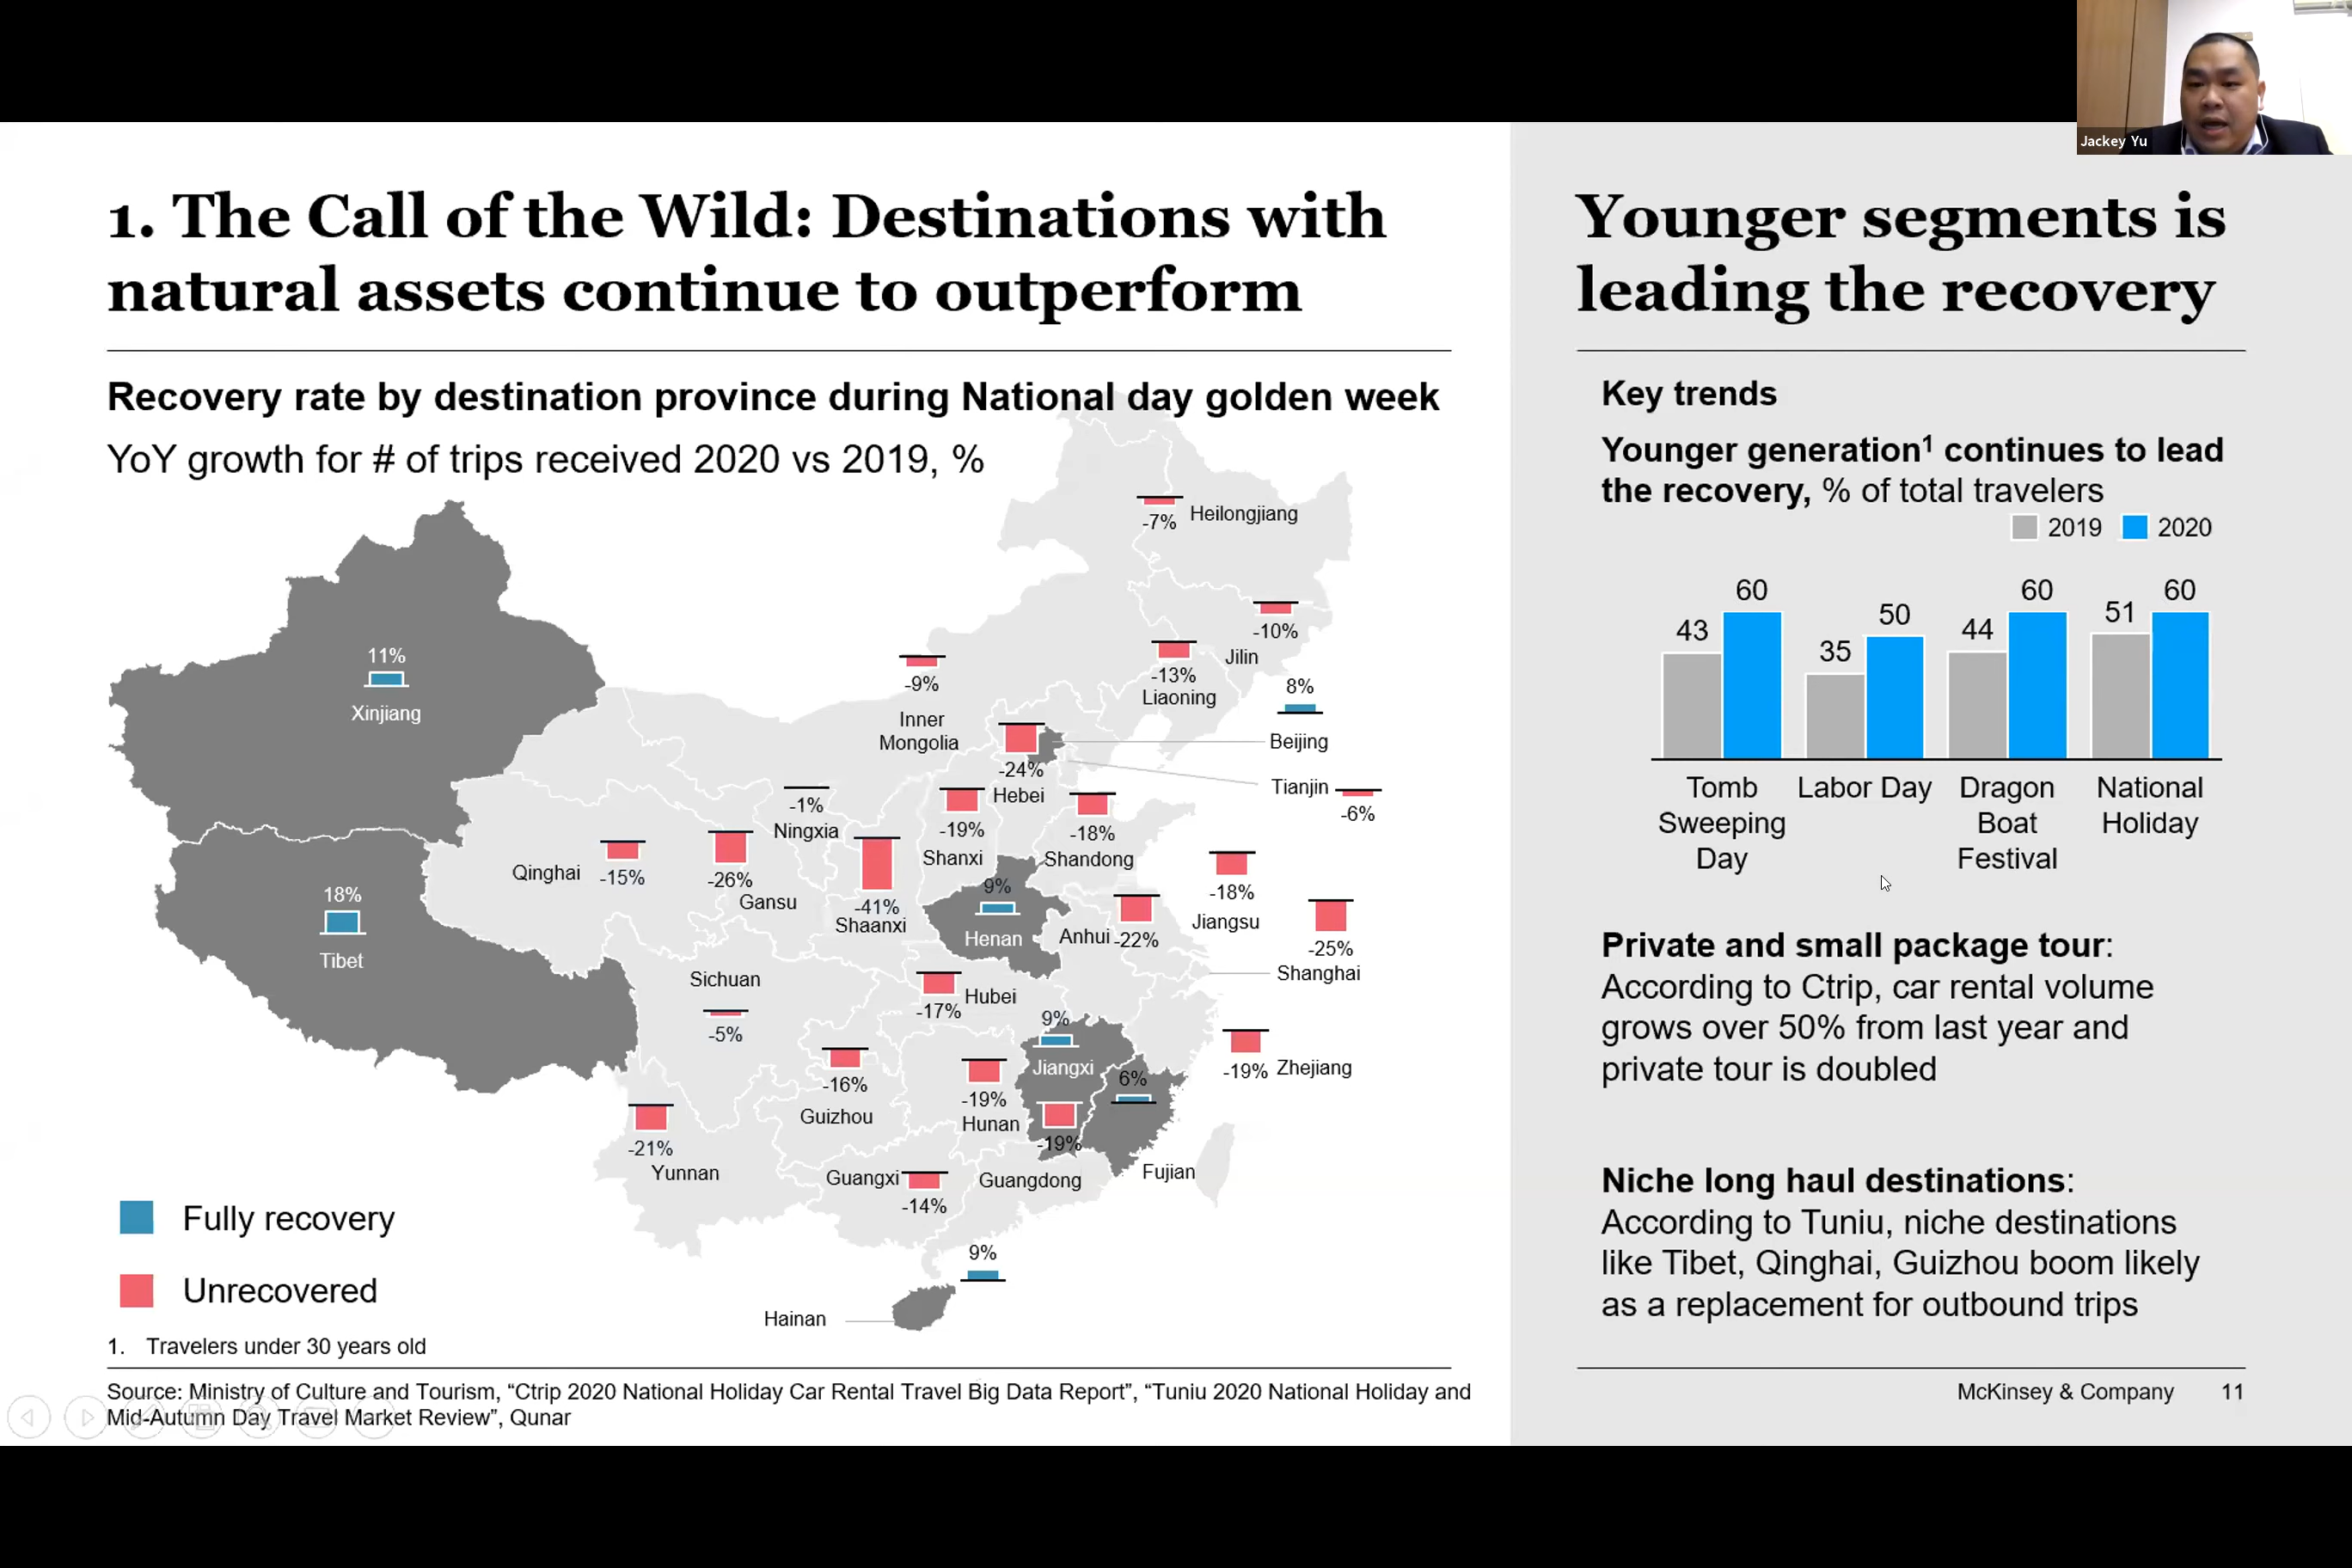 Jackey Yu
1. The Call of the Wild: Destinations with
natural assets continue to outperform
Recovery rate by destination province during National day golden week
YoY growth for # of trips received 2020 vs 2019, %
-7%
Heilongjiang
-10%
Jilin
-13%
Liaoning
-9%
Inner
Mongolia
8%
Beijing
-24%
Hebei
Tianjin
-6%
11%
Xinjiang
-1%
Ningxia
-19%
Shanxi
-18%
Shandong
Qinghai
-15%
-26%
Gansu
-41%
Shaanxi
9%
Henan
-18%
Jiangsu
Anhui
-22%
-25%
Shanghai
18%
Tibet
Sichuan
-5%
Hubei
-17%
9%
Jiangxi
-19%
Zhejiang
-16%
Guizhou
-19%
Hunan
6%
Fujian
-21%
Yunnan
-19%
Guangdong
Guangxi
-14%
9%
Hainan
Fully recovery
Unrecovered
1. Travelers under 30 years old
Source: Ministry of Culture and Tourism, “Ctrip 2020 National Holiday Car Rental Travel Big Data Report”, “Tuniu 2020 National Holiday and
Mid-Autumn Day Travel Market Review”, Qunar
Younger segments is
leading the recovery
Key trends
Younger generation¹ continues to lead
the recovery, % of total travelers
2019
2020
43
60
35
50
44
60
51
60
Tomb
Sweeping
Day
Labor Day
Dragon
Boat
Festival
National
Holiday
Private and small package tour:
According to Ctrip, car rental volume
grows over 50% from last year and
private tour is doubled
Niche long haul destinations:
According to Tuniu, niche destinations
like Tibet, Qinghai, Guizhou boom likely
as a replacement for outbound trips
McKinsey & Company 11